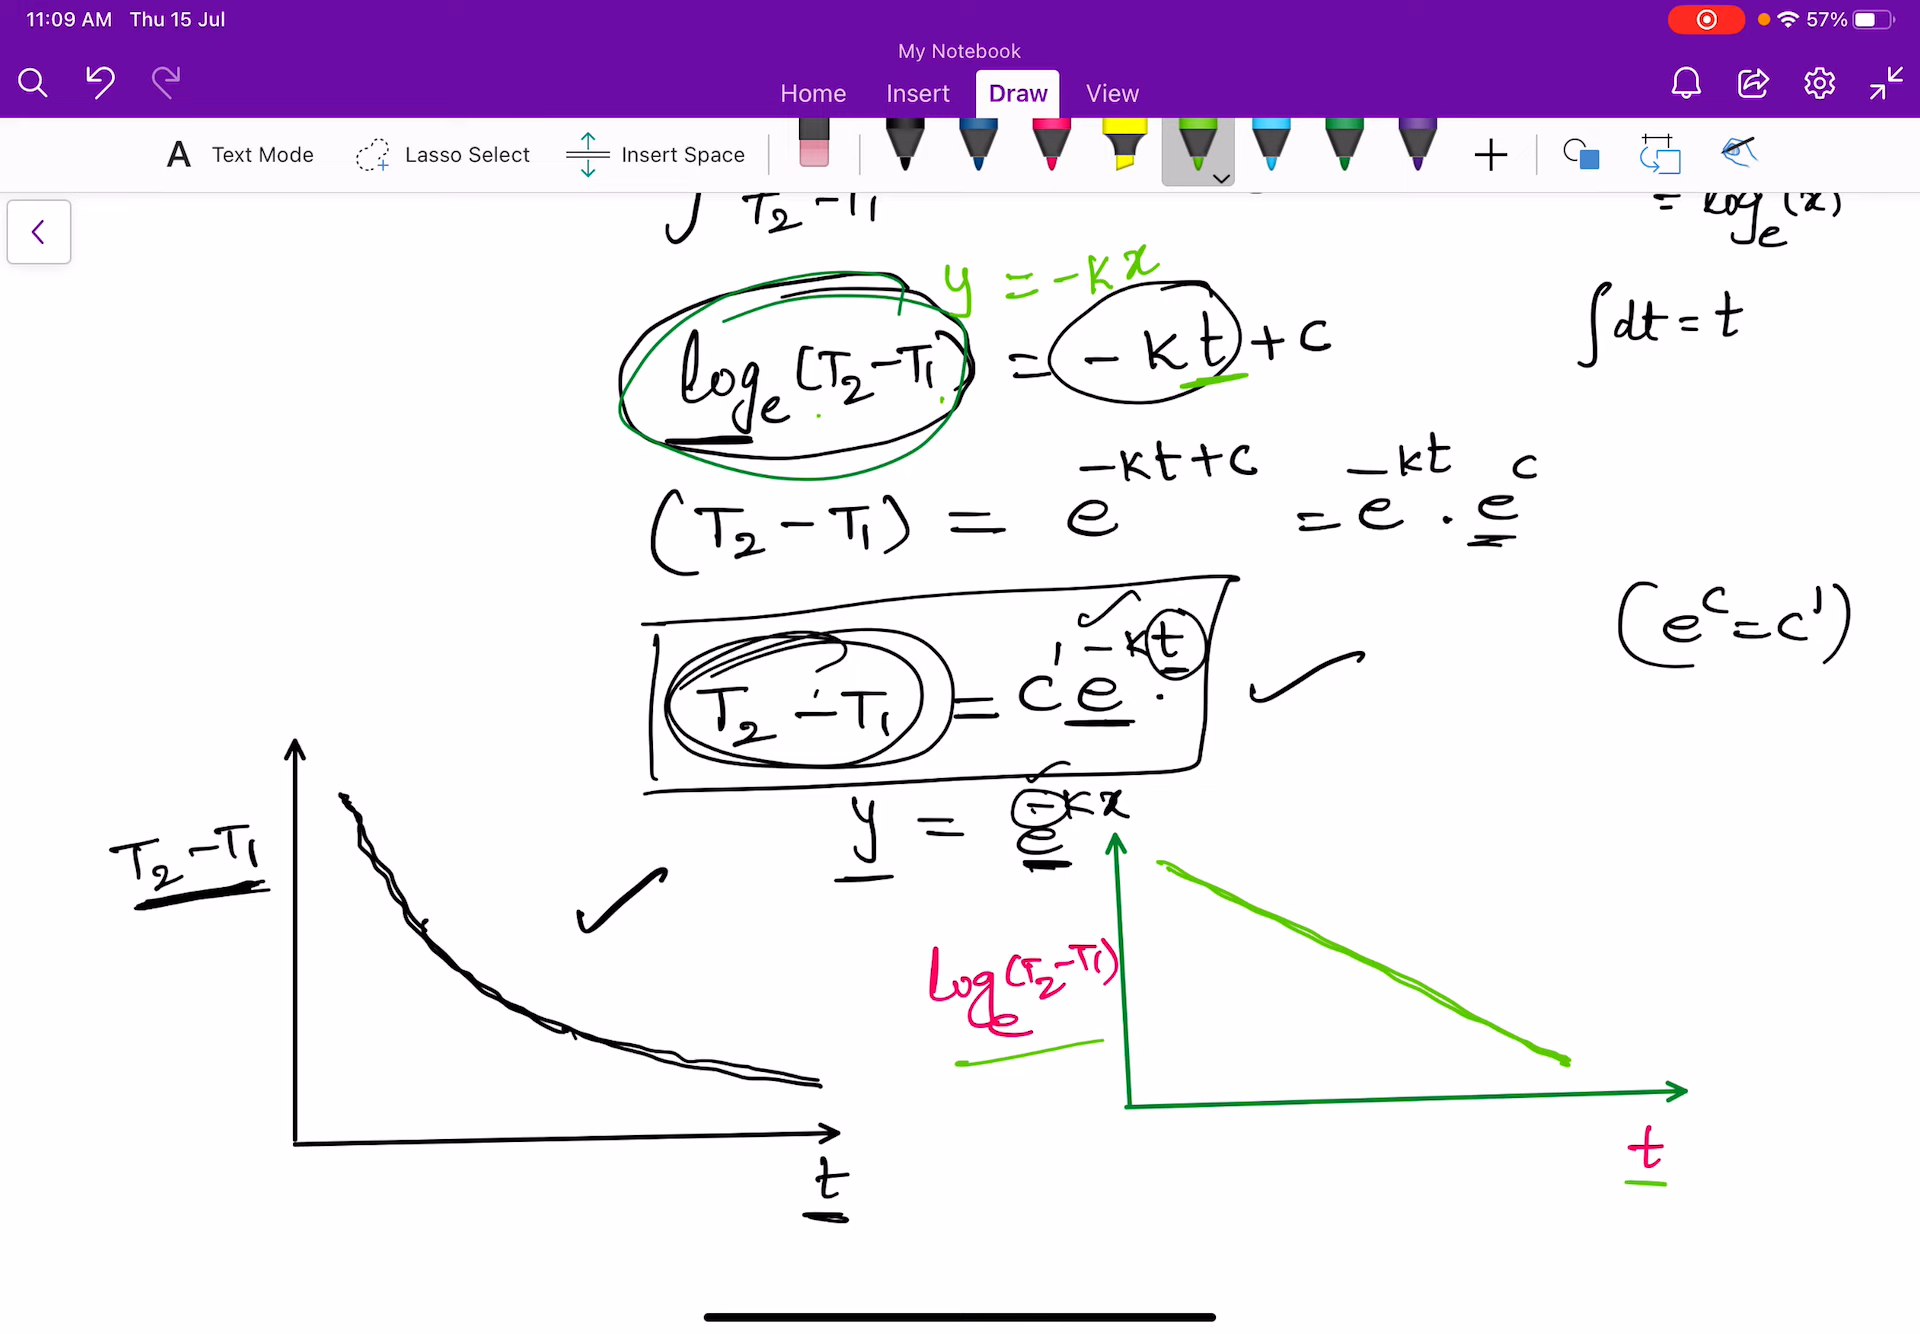 11:09 AM Thu 15 Jul
57%
My Notebook
Home Insert Draw View
A Text Mode Lasso Select Insert Space
∫ T₂ - T₁
= logₑ(x)
y = -kx
∫dt = t
logₑ(T₂-T₁) = -kt + c
(T₂ - T₁) = e^(-kt+c) = e^(-kt) . e^c
(e^c = c')
T₂ - T₁ = c' e^(-kt) .
y = e^(-kx)
T₂ - T₁
logₑ(T₂-T₁)
t
t